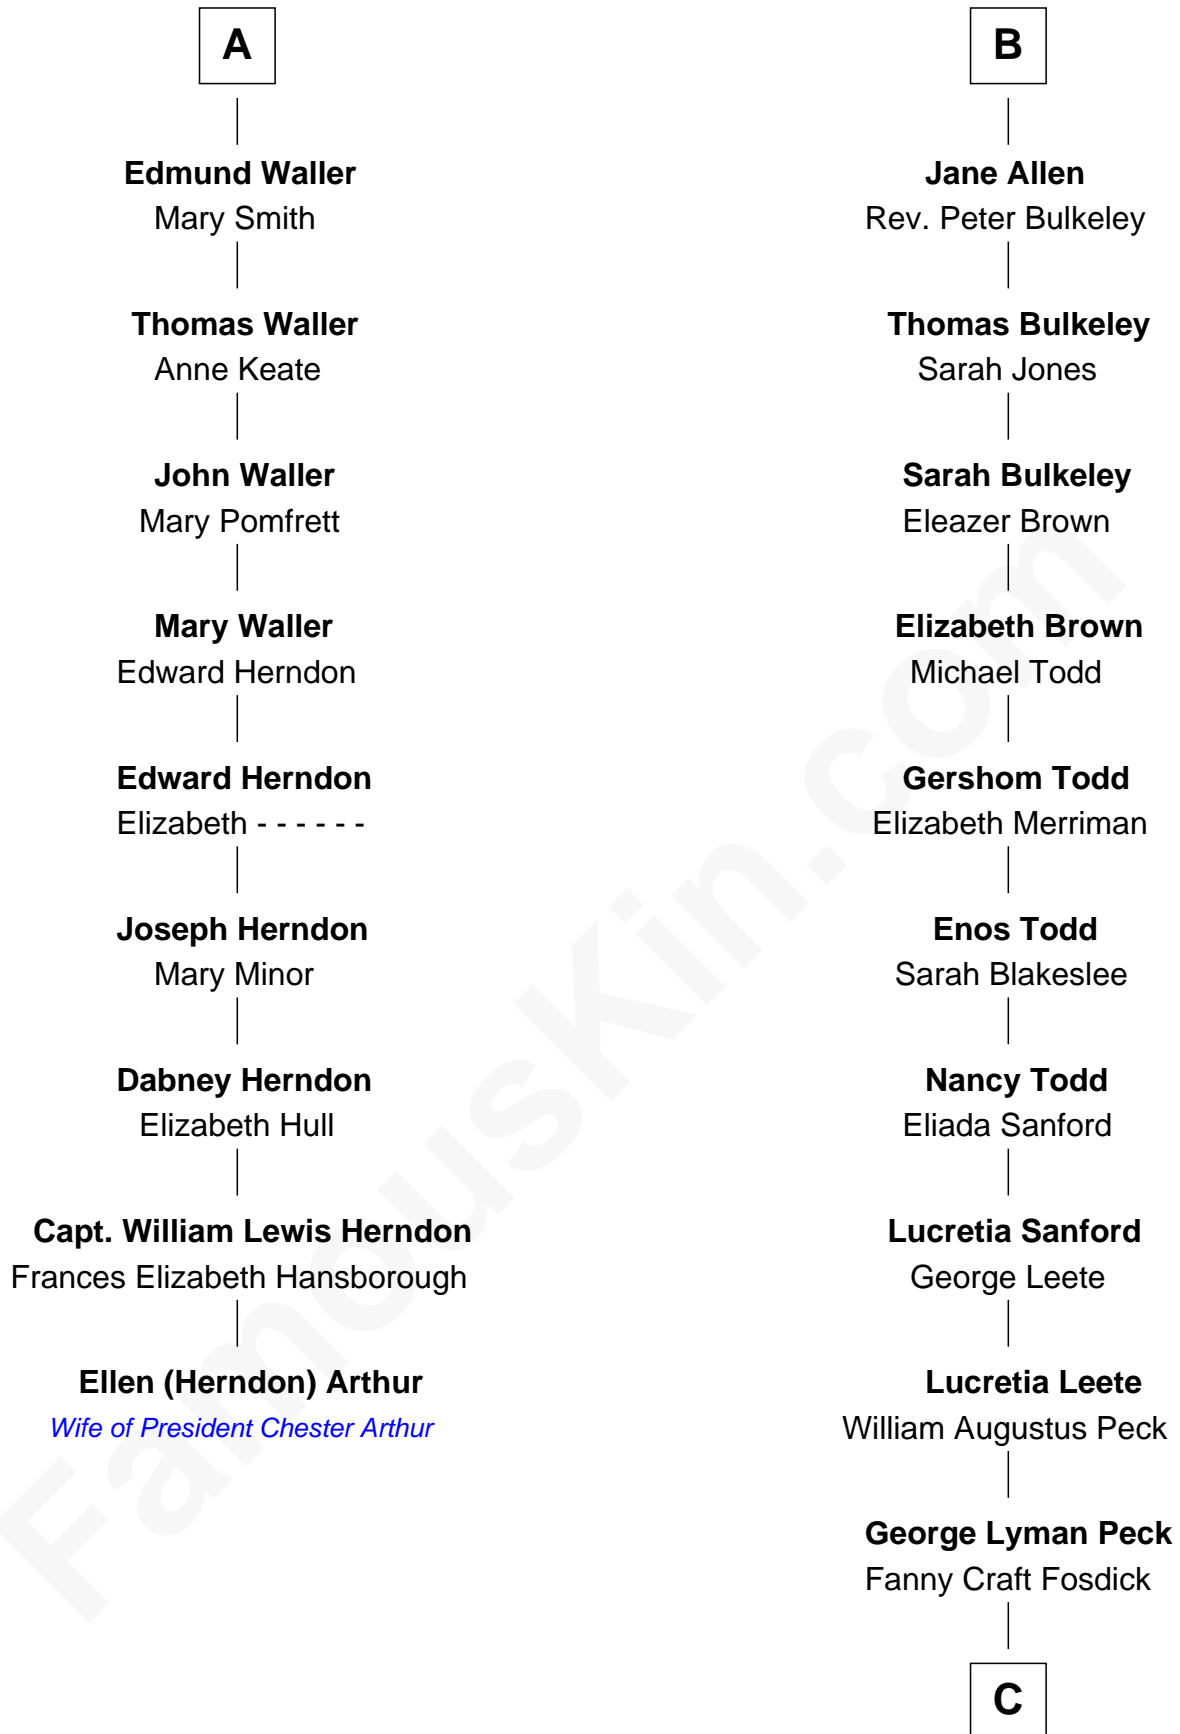 A
Edmund Waller
Mary Smith
Thomas Waller
Anne Keate
John Waller
Mary Pomfrett
Mary Waller
Edward Herndon
Edward Herndon
Elizabeth - - - - - -
Joseph Herndon
Mary Minor
Dabney Herndon
Elizabeth Hull
Capt. William Lewis Herndon
Frances Elizabeth Hansborough
Ellen (Herndon) Arthur
Wife of President Chester Arthur
B
Jane Allen
Rev. Peter Bulkeley
Thomas Bulkeley
Sarah Jones
Sarah Bulkeley
Eleazer Brown
Elizabeth Brown
Michael Todd
Gershom Todd
Elizabeth Merriman
Enos Todd
Sarah Blakeslee
Nancy Todd
Eliada Sanford
Lucretia Sanford
George Leete
Lucretia Leete
William Augustus Peck
George Lyman Peck
Fanny Craft Fosdick
C
FamousKin.com